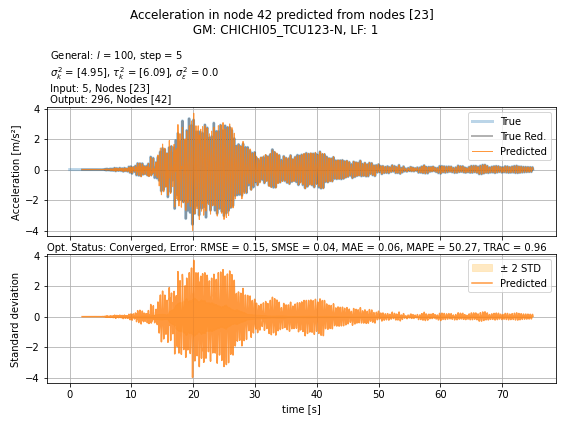 Acceleration in node 42 predicted from nodes [23]
GM: CHICHI05_TCU123-N, LF: 1
General: l = 100, step = 5
σ²ₖ = [4.95], τ²ₖ = [6.09], σ²ε = 0.0
Input: 5, Nodes [23]
Output: 296, Nodes [42]
Acceleration [m/s²]
4
2
0
−2
−4
True
True Red.
Predicted
Opt. Status: Converged, Error: RMSE = 0.15, SMSE = 0.04, MAE = 0.06, MAPE = 50.27, TRAC = 0.96
Standard deviation
4
2
0
−2
−4
± 2 STD
Predicted
0 10 20 30 40 50 60 70
time [s]